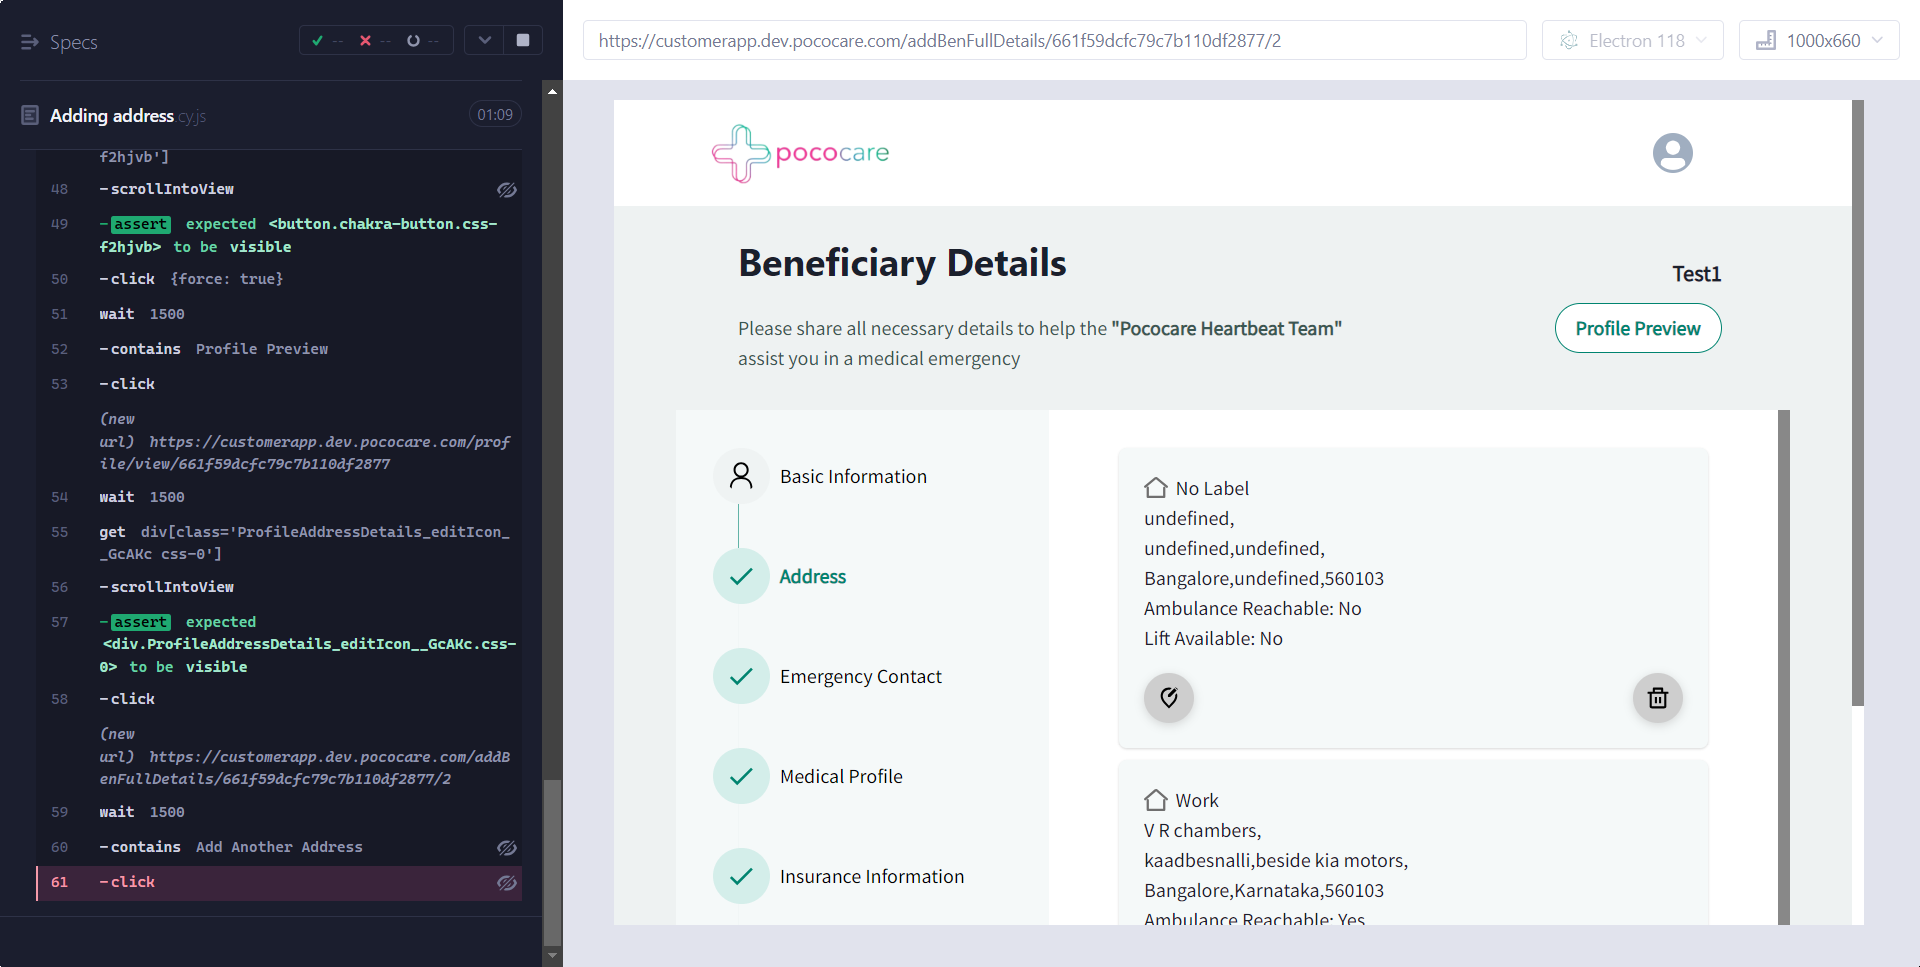 Specs
-- -- --
Adding address.cy.js
01:09
f2hjvb']
48 -scrollIntoView
49 -assert expected <button.chakra-button.css-
f2hjvb> to be visible
50 -click {force: true}
51 wait 1500
52 -contains Profile Preview
53 -click
(new
url) https://customerapp.dev.pococare.com/prof
ile/view/661f59dcfc79c7b110df2877
54 wait 1500
55 get div[class='ProfileAddressDetails_editIcon_
_GcAKc css-0']
56 -scrollIntoView
57 -assert expected
<div.ProfileAddressDetails_editIcon__GcAKc.css-
0> to be visible
58 -click
(new
url) https://customerapp.dev.pococare.com/addB
enFullDetails/661f59dcfc79c7b110df2877/2
59 wait 1500
60 -contains Add Another Address
61 -click
https://customerapp.dev.pococare.com/addBenFullDetails/661f59dcfc79c7b110df2877/2
Electron 118
1000x660
pococare
Beneficiary Details
Test1
Please share all necessary details to help the "Pococare Heartbeat Team"
assist you in a medical emergency
Profile Preview
Basic Information
Address
Emergency Contact
Medical Profile
Insurance Information
No Label
undefined,
undefined,undefined,
Bangalore,undefined,560103
Ambulance Reachable: No
Lift Available: No
Work
V R chambers,
kaadbesnalli,beside kia motors,
Bangalore,Karnataka,560103
Ambulance Reachable: Yes